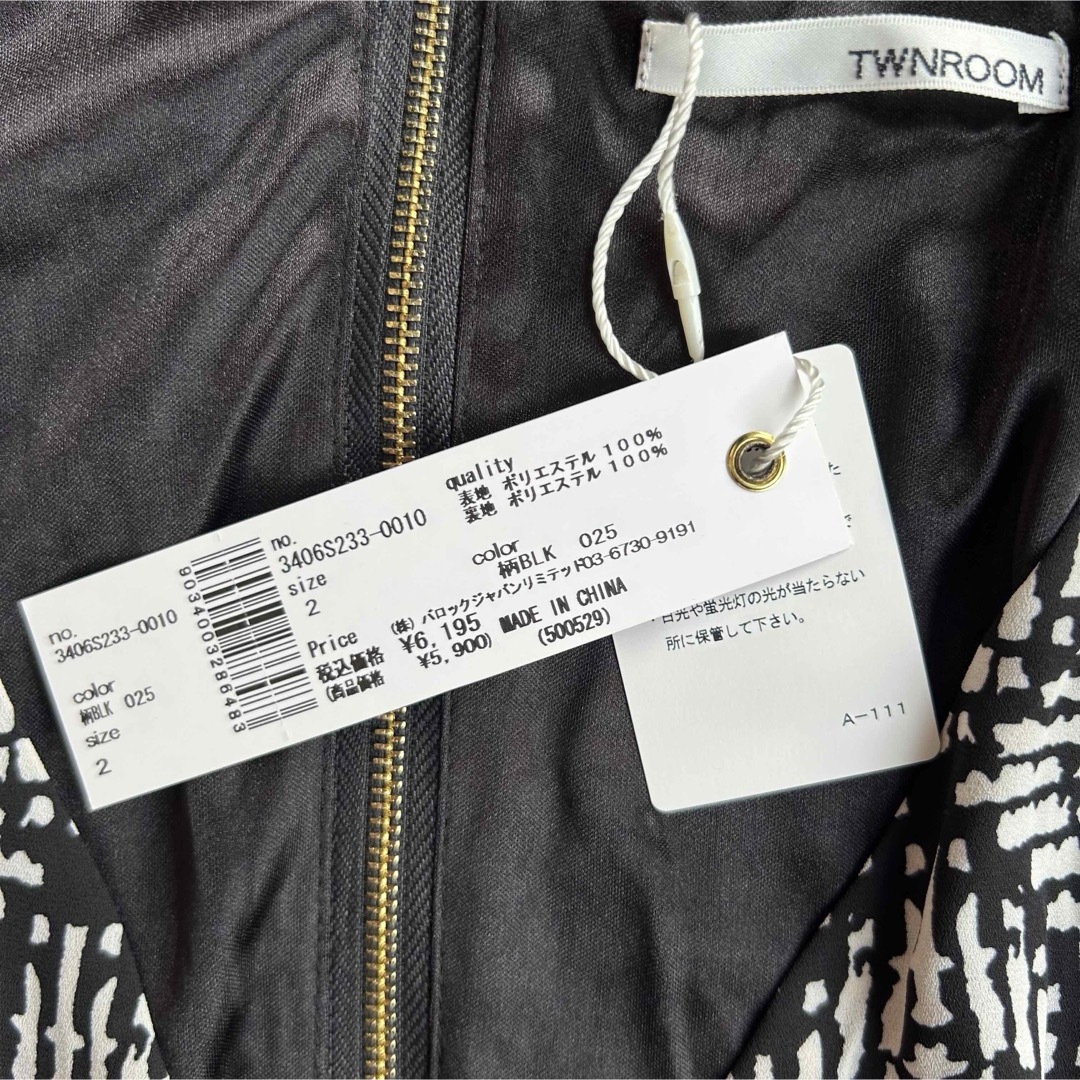 TWNROOM
quality
表地 ポリエステル 100%
裏地 ポリエステル 100%
no.
3406S233-0010
color
柄BLK 025
size
2
(株) バロックジャパンリミテッド03-6730-9191
Price
税込価格 ¥6,195 MADE IN CHINA
(商品価格 ¥5,900) (500529)
9034003286483
no.
3406S233-0010
color
柄BLK 025
size
2
た
で
・日光や蛍光灯の光が当たらない
所に保管して下さい。
A-111